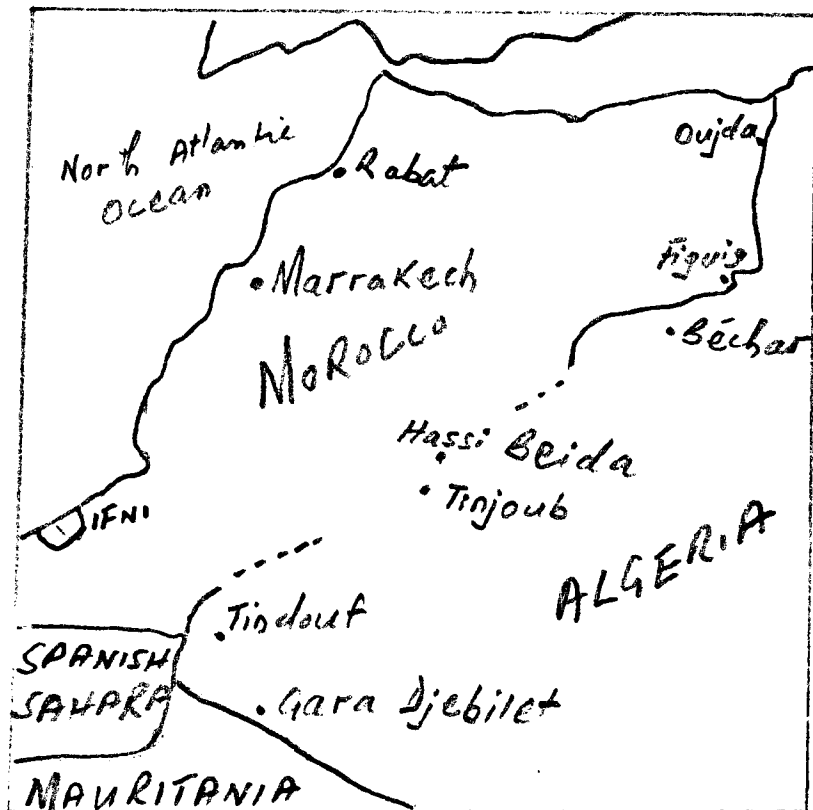 North Atlantic
Ocean
Rabat
Oujda
Marrakech
Figuig
MOROCCO
Béchar
Hassi Beida
Tinjoub
IFNI
ALGERIA
Tindouf
SPANISH
SAHARA
Gara Djebilet
MAURITANIA